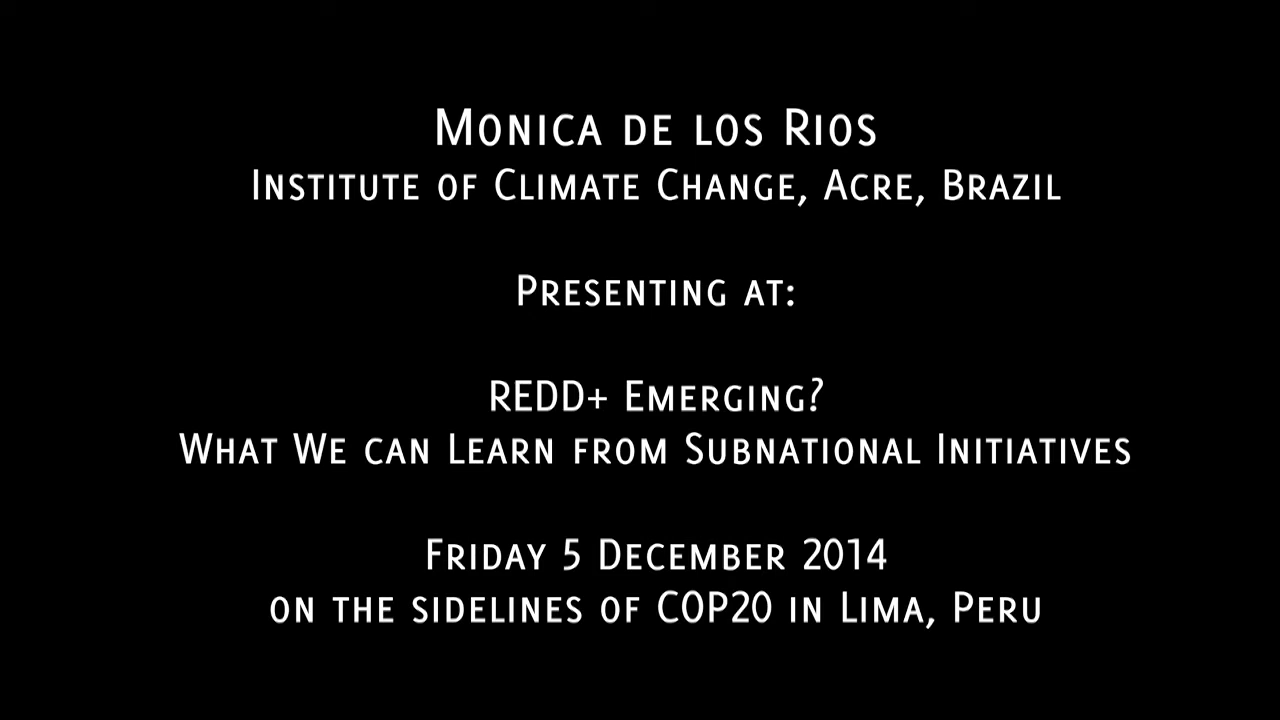 Monica de los Rios
Institute of Climate Change, Acre, Brazil
Presenting at:
REDD+ Emerging?
What We can Learn from Subnational Initiatives
Friday 5 December 2014
on the sidelines of COP20 in Lima, Peru